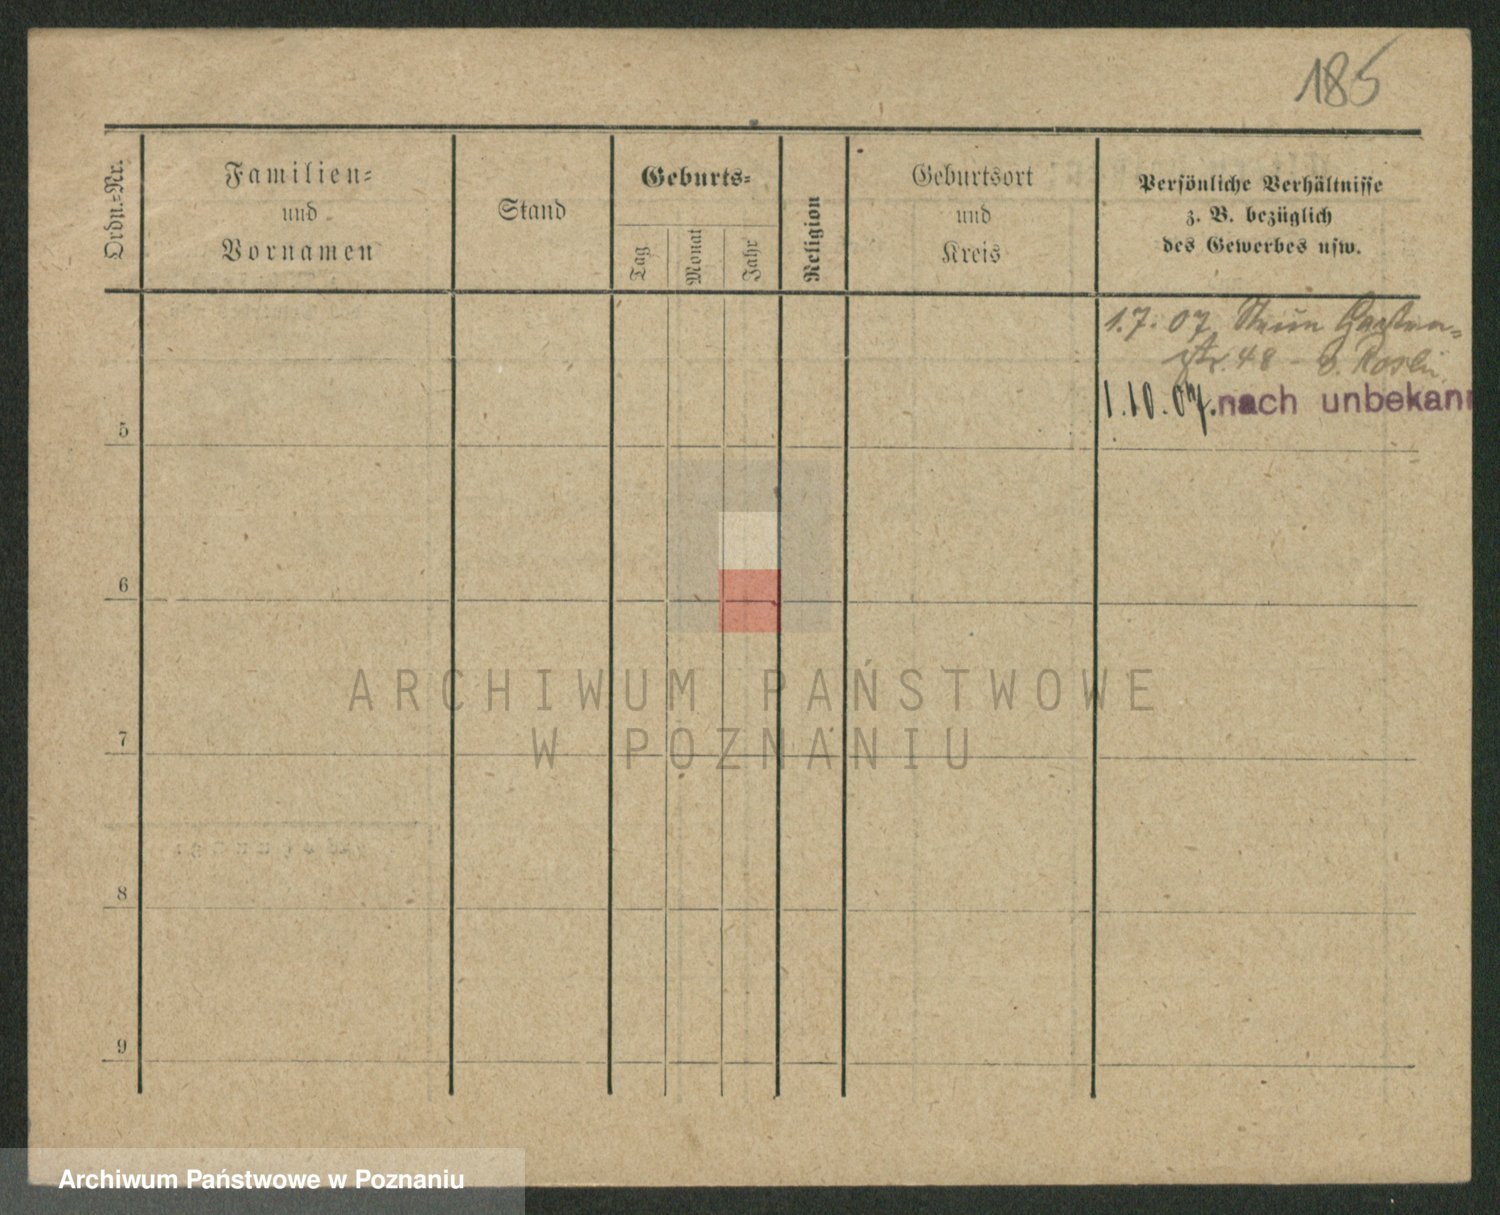 185
Ordn.-Nr.
Familien-
und
Vornamen
Stand
Geburts-
Tag
Monat
Jahr
Religion
Geburtsort
und
Kreis
Persönliche Verhältnisse
z. B. bezüglich
des Gewerbes usw.
1.7.07 Garten-
str. 48 -
1.10.07. nach unbekann
5
6
7
8
9
ARCHIWUM PAŃSTWOWE
W POZNANIU
Archiwum Państwowe w Poznaniu